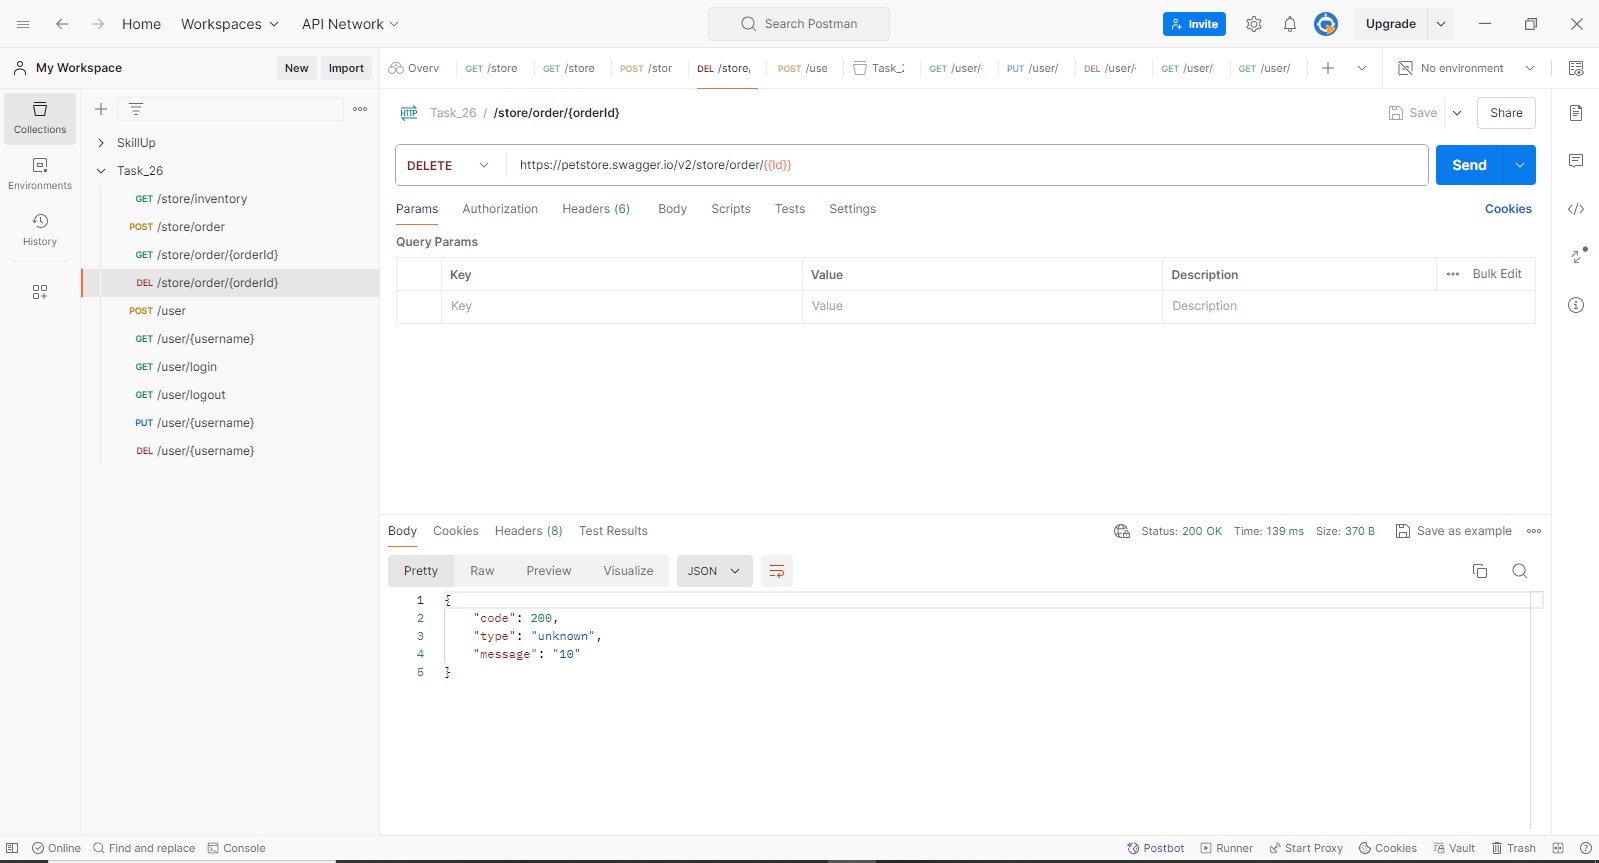 Home Workspaces API Network Search Postman Invite Upgrade
My Workspace New Import Overv GET /store GET /store POST /stor DEL /store, POST /use Task_2 GET /user/ PUT /user/ DEL /user/ GET /user/ GET /user/ No environment
Collections
Environments
History
SkillUp
Task_26
GET /store/inventory
POST /store/order
GET /store/order/{orderId}
DEL /store/order/{orderId}
POST /user
GET /user/{username}
GET /user/login
GET /user/logout
PUT /user/{username}
DEL /user/{username}
HTTP Task_26 / /store/order/{orderId} Save Share
DELETE https://petstore.swagger.io/v2/store/order/{{Id}} Send
Params Authorization Headers (6) Body Scripts Tests Settings Cookies
Query Params
Key Value Description Bulk Edit
Key Value Description
Body Cookies Headers (8) Test Results Status: 200 OK Time: 139 ms Size: 370 B Save as example
Pretty Raw Preview Visualize JSON
1 {
2 "code": 200,
3 "type": "unknown",
4 "message": "10"
5 }
Online Find and replace Console Postbot Runner Start Proxy Cookies Vault Trash